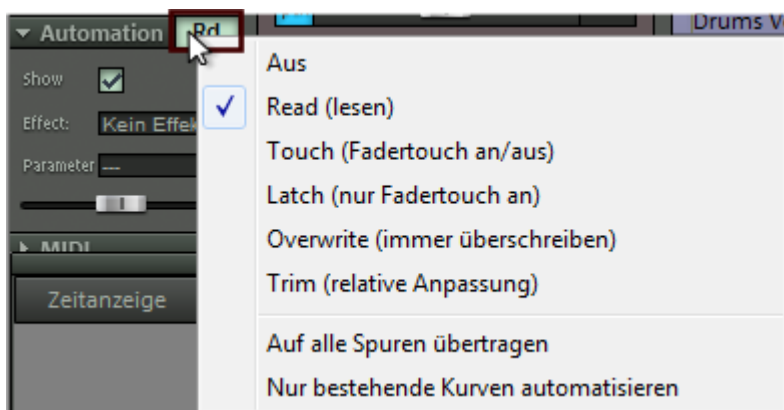 Automation Rd
Drums V
Show
Effect: Kein Effek
Parameter ---
MIDI
Zeitanzeige
Aus
Read (lesen)
Touch (Fadertouch an/aus)
Latch (nur Fadertouch an)
Overwrite (immer überschreiben)
Trim (relative Anpassung)
Auf alle Spuren übertragen
Nur bestehende Kurven automatisieren